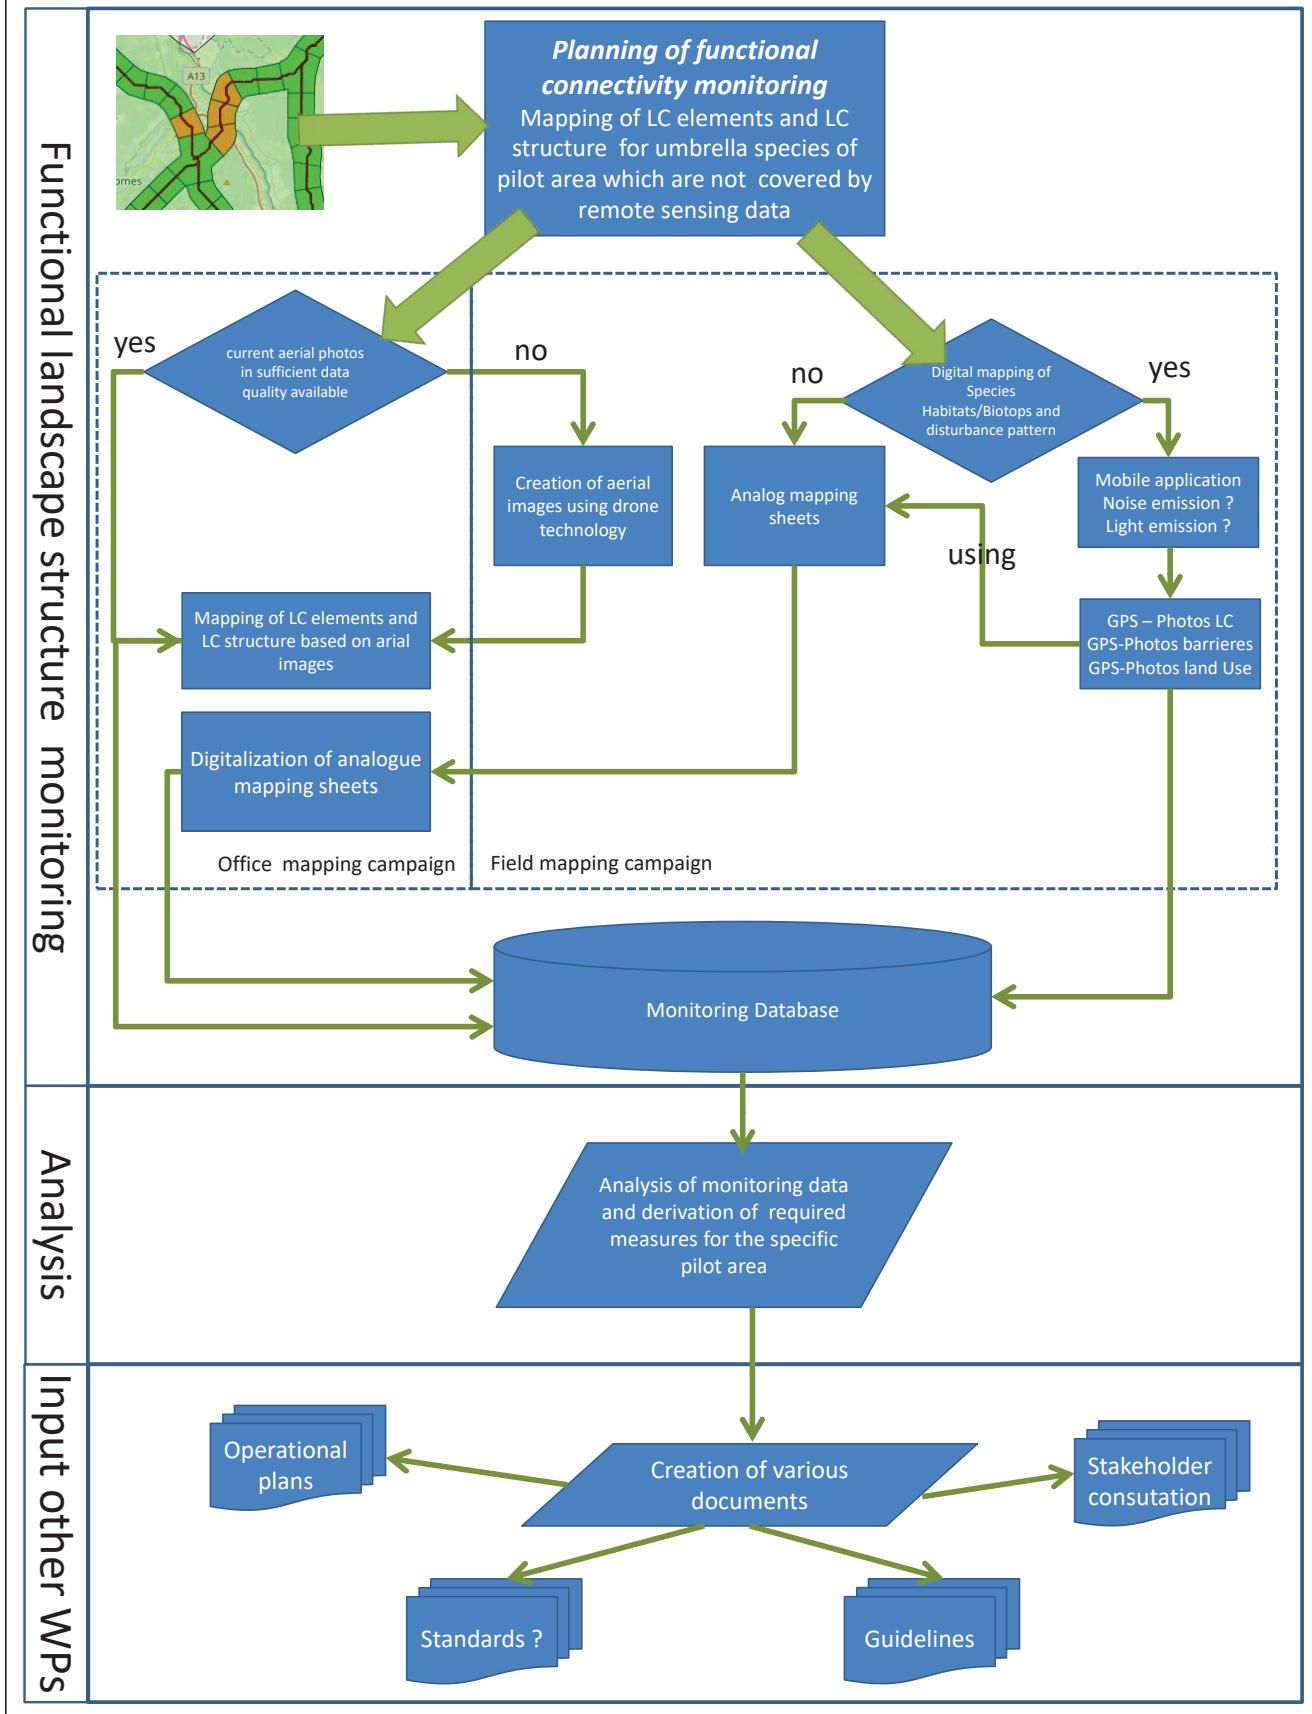 Functional landscape structure monitoring
A13
omes
Planning of functional
connectivity monitoring
Mapping of LC elements and LC
structure for umbrella species of
pilot area which are not covered by
remote sensing data
yes
current aerial photos
in sufficient data
quality available
no
no
Digital mapping of
Species
Habitats/Biotops and
disturbance pattern
yes
Creation of aerial
images using drone
technology
Analog mapping
sheets
using
Mobile application
Noise emission ?
Light emission ?
Mapping of LC elements and
LC structure based on arial
images
GPS – Photos LC
GPS-Photos barrieres
GPS-Photos land Use
Digitalization of analogue
mapping sheets
Office mapping campaign
Field mapping campaign
Monitoring Database
Analysis
Analysis of monitoring data
and derivation of required
measures for the specific
pilot area
Input other WPs
Operational
plans
Creation of various
documents
Stakeholder
consutation
Standards ?
Guidelines